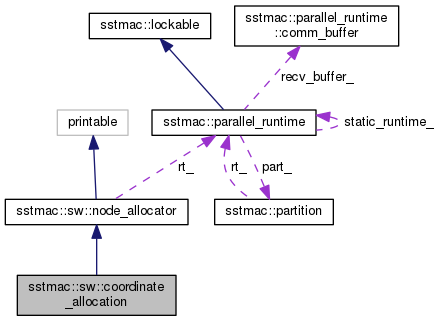 sstmac::lockable
sstmac::parallel_runtime
::comm_buffer
recv_buffer_
printable
sstmac::parallel_runtime
static_runtime_
rt_
rt_
part_
sstmac::sw::node_allocator
sstmac::partition
sstmac::sw::coordinate
_allocation